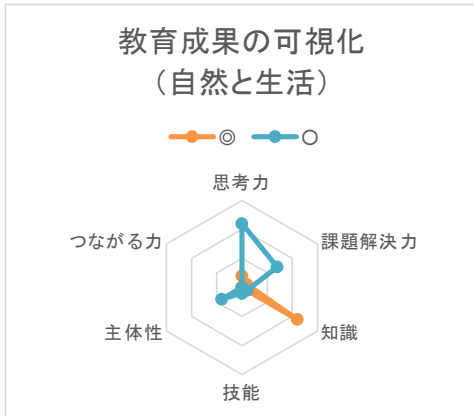 教育成果の可視化
（自然と生活）
◎ ○
思考力
課題解決力
知識
技能
主体性
つながる力